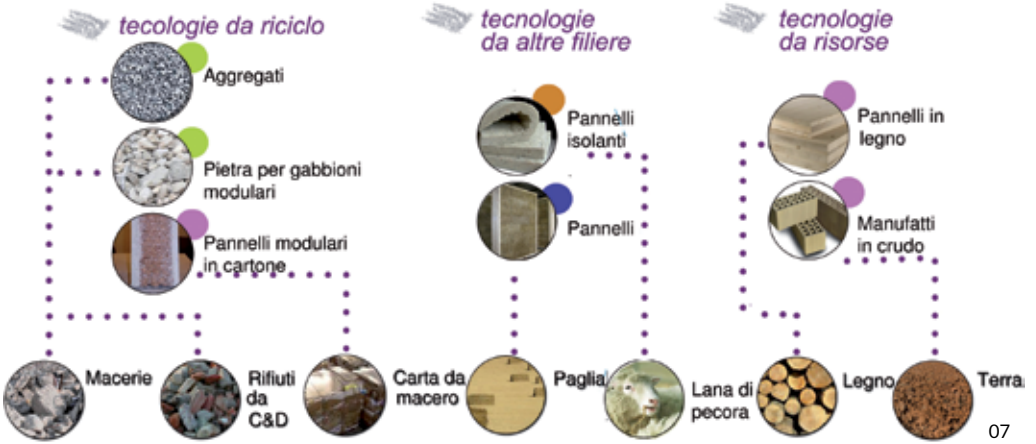 tecologie da riciclo
Aggregati
Pietra per gabbioni
modulari
Pannelli modulari
in cartone
tecnologie
da altre filiere
Pannelli
isolanti
Pannelli
tecnologie
da risorse
Pannelli in
legno
Manufatti
in crudo
Macerie
Rifiuti
da
C&D
Carta da
macero
Paglia
Lana di
pecora
Legno
Terra
07